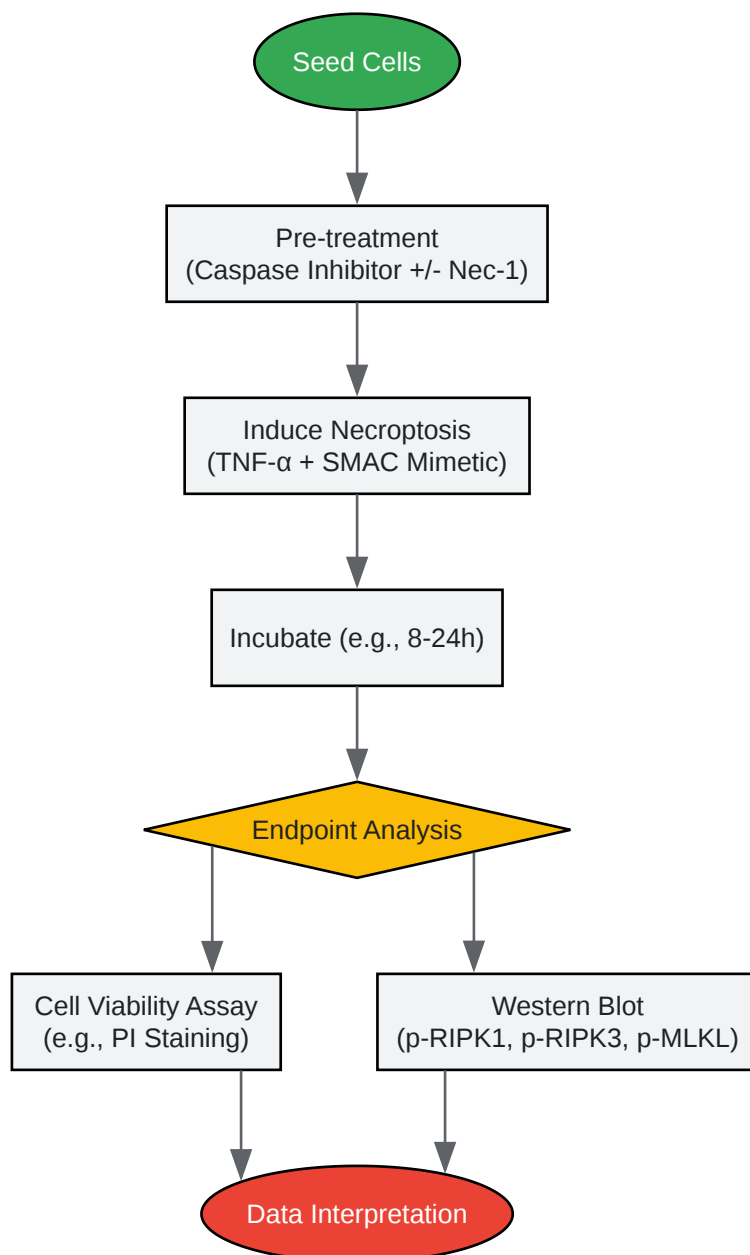 Seed Cells
Pre-treatment
(Caspase Inhibitor +/- Nec-1)
Induce Necroptosis
(TNF-α + SMAC Mimetic)
Incubate (e.g., 8-24h)
Endpoint Analysis
Cell Viability Assay
(e.g., PI Staining)
Western Blot
(p-RIPK1, p-RIPK3, p-MLKL)
Data Interpretation